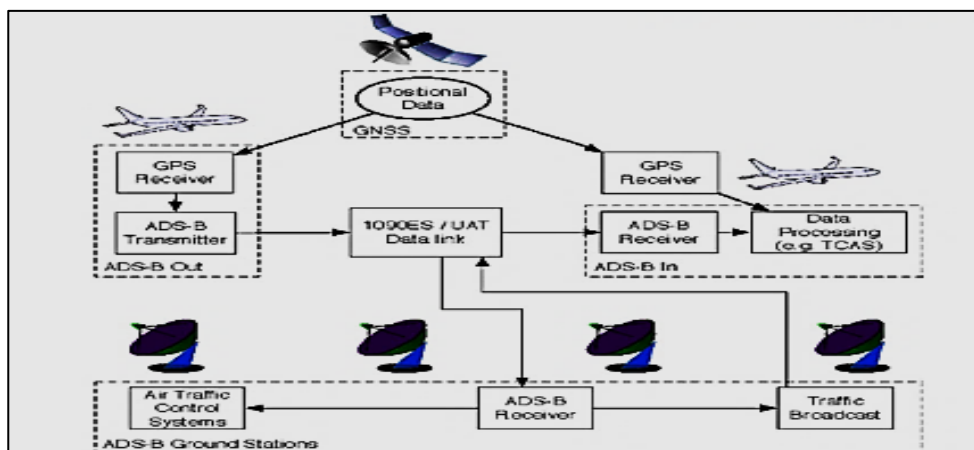 Positional
Data
GNSS
GPS
Receiver
ADS-B
Transmitter
ADS-B Out
1090ES / UAT
Data link
GPS
Receiver
ADS-B
Receiver
Data
Processing
(e.g. TCAS)
ADS-B In
Air Traffic
Control
Systems
ADS-B
Receiver
Traffic
Broadcast
ADS-B Ground Stations